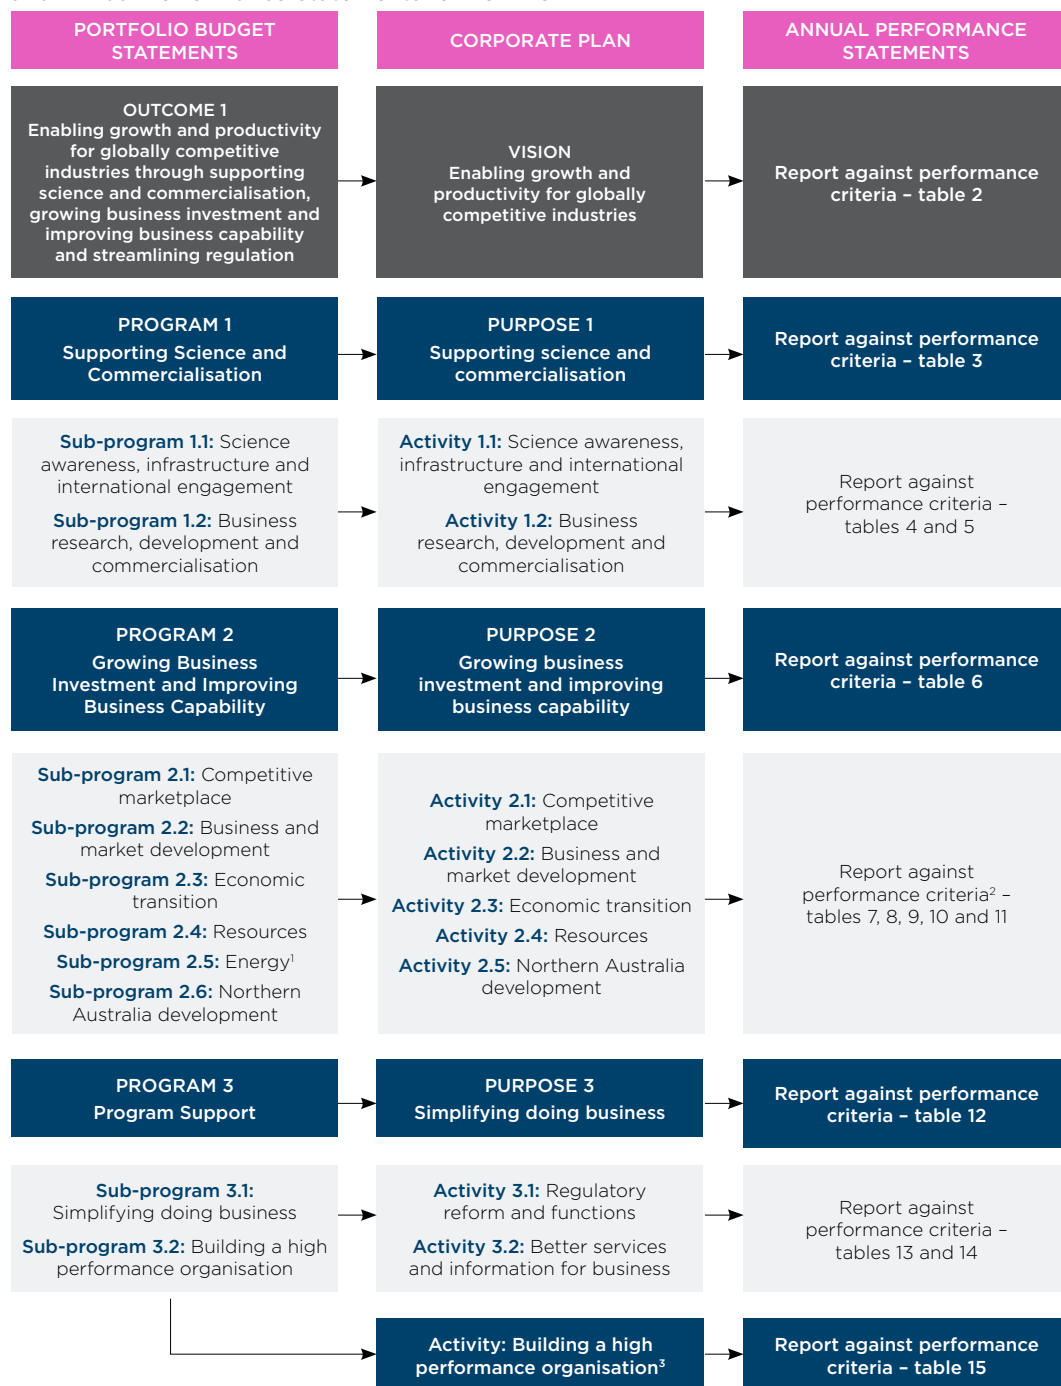 PORTFOLIO BUDGET
STATEMENTS
CORPORATE PLAN
ANNUAL PERFORMANCE
STATEMENTS
OUTCOME 1
Enabling growth and productivity
for globally competitive
industries through supporting
science and commercialisation,
growing business investment and
improving business capability
and streamlining regulation
VISION
Enabling growth and
productivity for globally
competitive industries
Report against performance
criteria – table 2
PROGRAM 1
Supporting Science and
Commercialisation
PURPOSE 1
Supporting science and
commercialisation
Report against performance
criteria – table 3
Sub-program 1.1: Science
awareness, infrastructure and
international engagement
Sub-program 1.2: Business
research, development and
commercialisation
Activity 1.1: Science awareness,
infrastructure and international
engagement
Activity 1.2: Business
research, development and
commercialisation
Report against
performance criteria –
tables 4 and 5
PROGRAM 2
Growing Business
Investment and Improving
Business Capability
PURPOSE 2
Growing business
investment and improving
business capability
Report against performance
criteria – table 6
Sub-program 2.1: Competitive
marketplace
Sub-program 2.2: Business and
market development
Sub-program 2.3: Economic
transition
Sub-program 2.4: Resources
Sub-program 2.5: Energy¹
Sub-program 2.6: Northern
Australia development
Activity 2.1: Competitive
marketplace
Activity 2.2: Business and
market development
Activity 2.3: Economic transition
Activity 2.4: Resources
Activity 2.5: Northern Australia
development
Report against
performance criteria² –
tables 7, 8, 9, 10 and 11
PROGRAM 3
Program Support
PURPOSE 3
Simplifying doing business
Report against performance
criteria – table 12
Sub-program 3.1:
Simplifying doing business
Sub-program 3.2: Building a high
performance organisation
Activity 3.1: Regulatory
reform and functions
Activity 3.2: Better services
and information for business
Report against
performance criteria –
tables 13 and 14
Activity: Building a high
performance organisation³
Report against performance
criteria – table 15